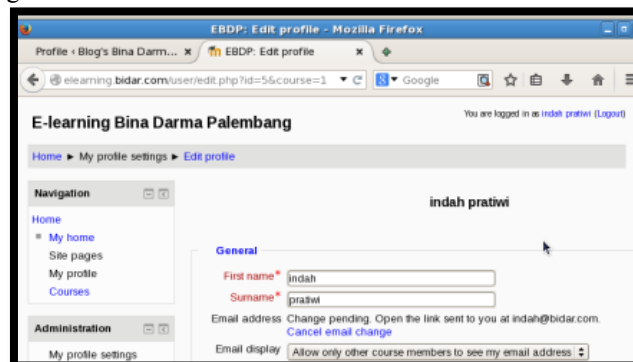 EBDP: Edit profile - Mozilla Firefox
Profile ‹ Blog's Bina Darm... × EBDP: Edit profile ×
elearning.bidar.com/user/edit.php?id=5&course=1 Google
E-learning Bina Darma Palembang
You are logged in as indah pratiwi (Logout)
Home ► My profile settings ► Edit profile
Navigation
Home
My home
Site pages
My profile
Courses
Administration
My profile settings
indah pratiwi
General
First name* indah
Surname* pratiwi
Email address Change pending. Open the link sent to you at indah@bidar.com.
Cancel email change
Email display Allow only other course members to see my email address